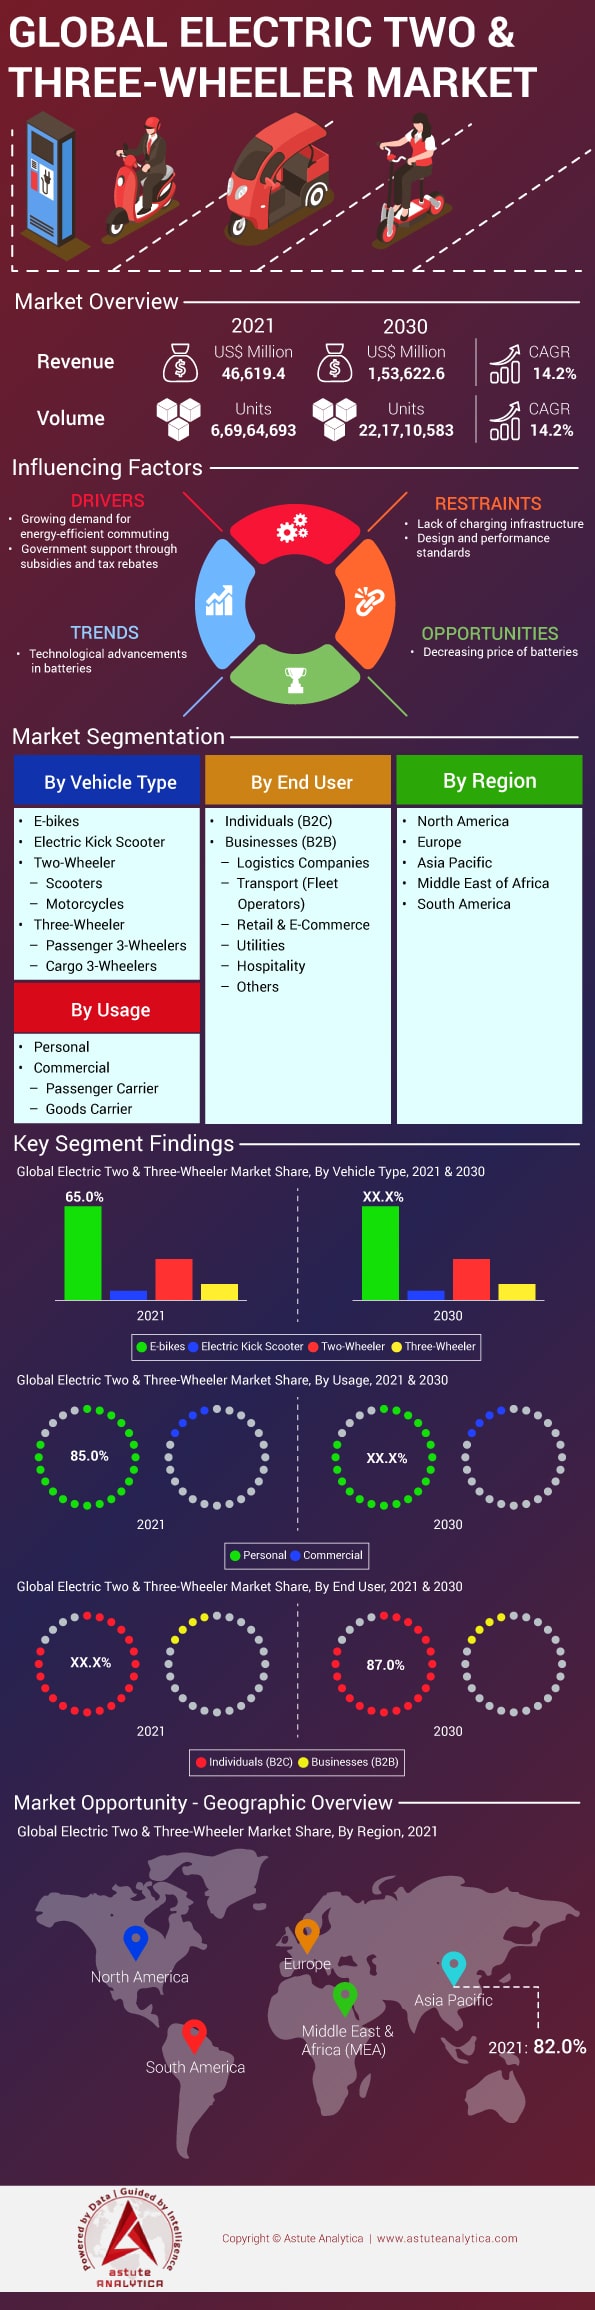 GLOBAL ELECTRIC TWO &
THREE-WHEELER MARKET
Market Overview
2021
2030
Revenue
US$ Million
46,619.4
US$ Million
1,53,622.6
CAGR
14.2%
Volume
Units
6,69,64,693
Units
22,17,10,583
CAGR
14.2%
Influencing Factors
DRIVERS
• Growing demand for
energy-efficient commuting
• Government support through
subsidies and tax rebates
RESTRAINTS
• Lack of charging infrastructure
• Design and performance
standards
TRENDS
• Technological advancements
in batteries
OPPORTUNITIES
• Decreasing price of batteries
Market Segmentation
By Vehicle Type
• E-bikes
• Electric Kick Scooter
• Two-Wheeler
– Scooters
– Motorcycles
• Three-Wheeler
– Passenger 3-Wheelers
– Cargo 3-Wheelers
By Usage
• Personal
• Commercial
– Passenger Carrier
– Goods Carrier
By End User
• Individuals (B2C)
• Businesses (B2B)
– Logistics Companies
– Transport (Fleet
Operators)
– Retail & E-Commerce
– Utilities
– Hospitality
– Others
By Region
• North America
• Europe
• Asia Pacific
• Middle East of Africa
• South America
Key Segment Findings
Global Electric Two & Three-Wheeler Market Share, By Vehicle Type, 2021 & 2030
65.0%
XX.X%
2021
2030
E-bikes Electric Kick Scooter Two-Wheeler Three-Wheeler
Global Electric Two & Three-Wheeler Market Share, By Usage, 2021 & 2030
85.0%
XX.X%
2021
2030
Personal Commercial
Global Electric Two & Three-Wheeler Market Share, By End User, 2021 & 2030
XX.X%
87.0%
2021
2030
Individuals (B2C) Businesses (B2B)
Market Opportunity - Geographic Overview
Global Electric Two & Three-Wheeler Market Share, By Region, 2021
North America
Europe
Asia Pacific
Middle East &
Africa (MEA)
2021: 82.0%
South America
Powered by Data | Guided by Intelligence
astute
ANALYTICA
Copyright © Astute Analytica | www.astuteanalytica.com